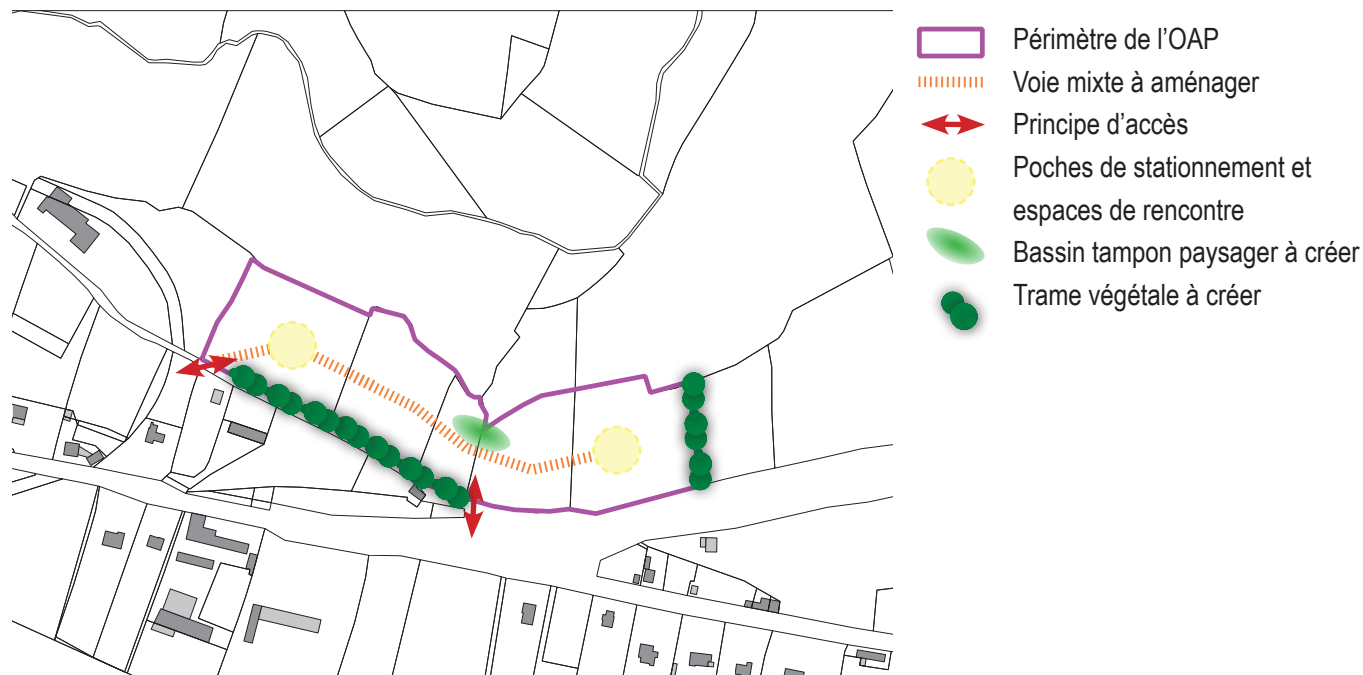 Périmètre de l’OAP
Voie mixte à aménager
Principe d’accès
Poches de stationnement et
espaces de rencontre
Bassin tampon paysager à créer
Trame végétale à créer